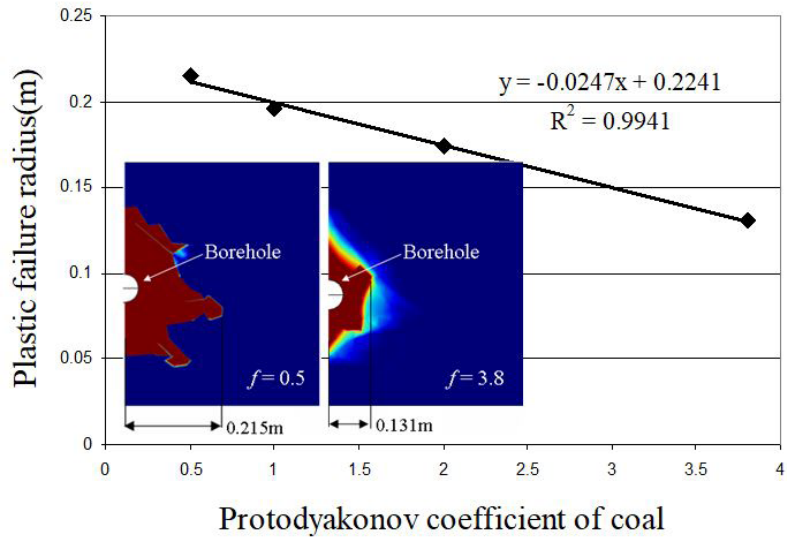 0.25
0.2
0.15
0.1
0.05
0
Plastic failure radius(m)
y = -0.0247x + 0.2241
R² = 0.9941
Borehole
f = 0.5
0.215m
Borehole
f = 3.8
0.131m
0
0.5
1
1.5
2
2.5
3
3.5
4
Protodyakonov coefficient of coal